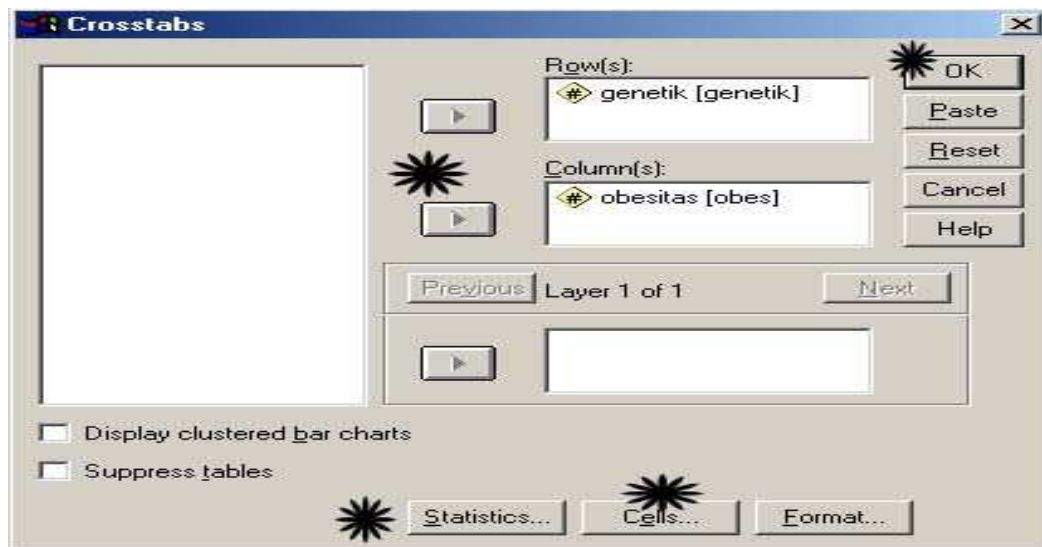 Crosstabs
Row(s):
genetik [genetik]
OK
Paste
Reset
Column(s):
obesitas [obes]
Cancel
Help
Previous Layer 1 of 1 Next
Display clustered bar charts
Suppress tables
Statistics... Cells... Format...